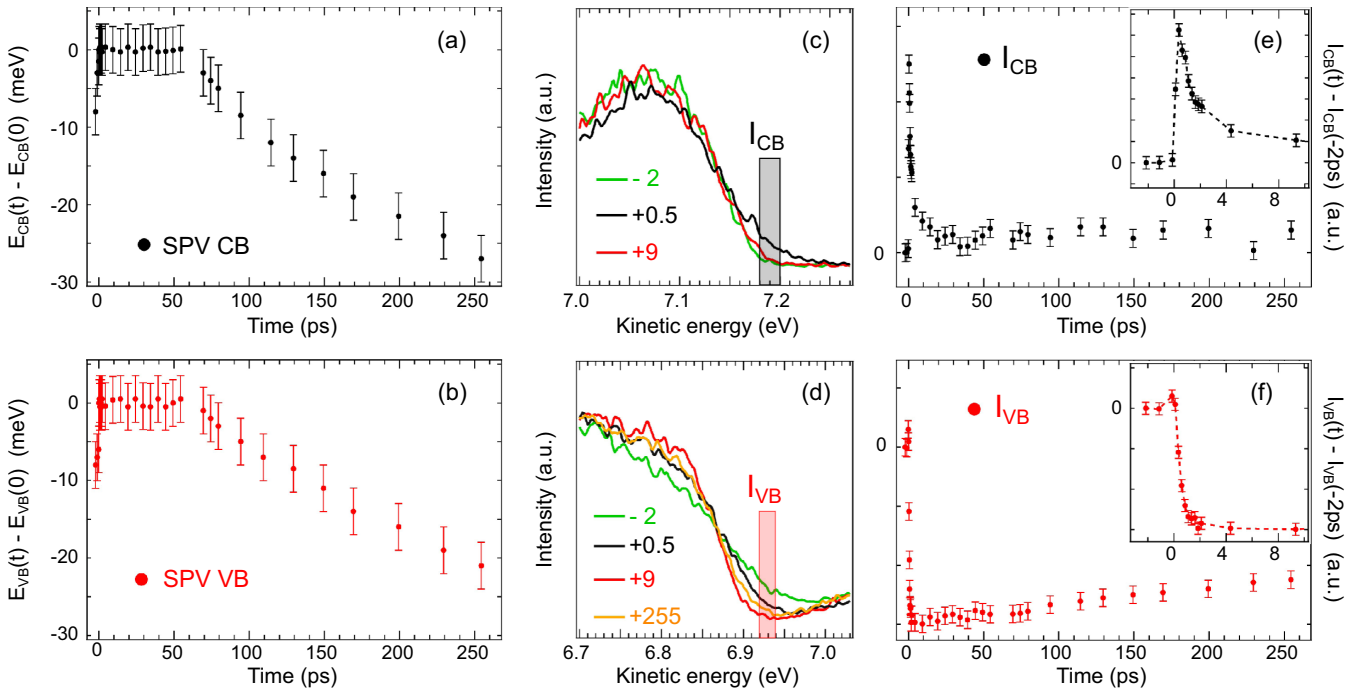 (a)
E_CB(t) - E_CB(0) (meV)
0
-10
-20
-30
SPV CB
0 50 100 150 200 250
Time (ps)
(c)
Intensity (a.u.)
I_CB
- 2
+0.5
+9
7.0 7.1 7.2
Kinetic energy (eV)
(e)
I_CB
0
0
0 4 8
0 50 100 150 200 250
Time (ps)
I_CB(t) - I_CB(-2ps) (a.u.)
(b)
E_VB(t) - E_VB(0) (meV)
0
-10
-20
-30
SPV VB
0 50 100 150 200 250
Time (ps)
(d)
Intensity (a.u.)
I_VB
- 2
+0.5
+9
+255
6.7 6.8 6.9 7.0
Kinetic energy (eV)
(f)
I_VB
0
0
0 4 8
0 50 100 150 200 250
Time (ps)
I_VB(t) - I_VB(-2ps) (a.u.)